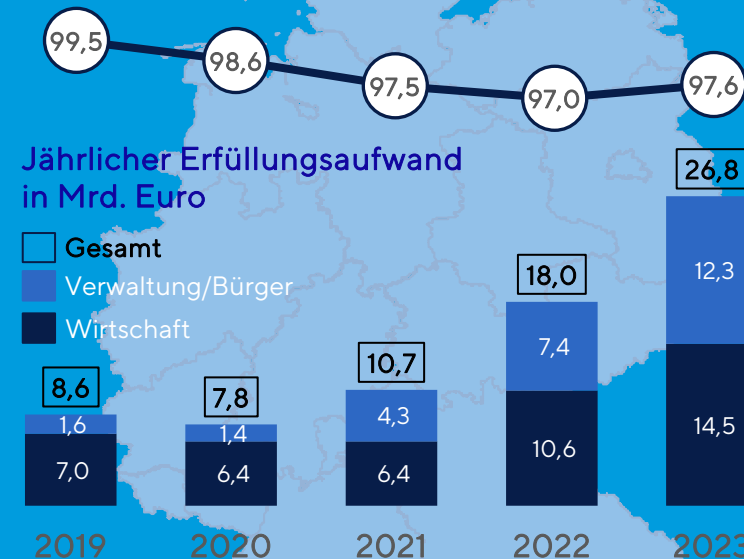 99,5 98,6 97,5 97,0 97,6
Jährlicher Erfüllungsaufwand
in Mrd. Euro
Gesamt
Verwaltung/Bürger
Wirtschaft
8,6 7,8 10,7 18,0 26,8
1,6 1,4 4,3 7,4 12,3
7,0 6,4 6,4 10,6 14,5
2019 2020 2021 2022 2023